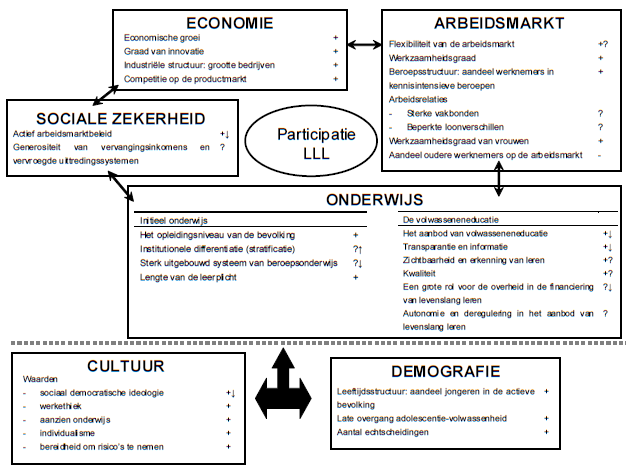 ECONOMIE
Economische groei +
Graad van innovatie +
Industriële structuur: grootte bedrijven +
Competitie op de productmarkt +
ARBEIDSMARKT
Flexibiliteit van de arbeidsmarkt +?
Werkzaamheidsgraad +
Beroepsstructuur: aandeel werknemers in +
kennisintensieve beroepen
Arbeidsrelaties
- Sterke vakbonden ?
- Beperkte loonverschillen ?
Werkzaamheidsgraad van vrouwen +
Aandeel oudere werknemers op de arbeidsmarkt -
SOCIALE ZEKERHEID
Actief arbeidsmarktbeleid +↓
Generositeit van vervangingsinkomens en ?
vervroegde uittredingssystemen
Participatie
LLL
ONDERWIJS
Initieel onderwijs
Het opleidingsniveau van de bevolking +
Institutionele differentiatie (stratificatie) ?↑
Sterk uitgebouwd systeem van beroepsonderwijs ?↓
Lengte van de leerplicht +
De volwasseneneducatie
Het aanbod van volwasseneneducatie +↓
Transparantie en informatie +↓
Zichtbaarheid en erkenning van leren +?
Kwaliteit +?
Een grote rol voor de overheid in de financiering ?↓
van levenslang leren
Autonomie en deregulering in het aanbod van ?
levenslang leren
CULTUUR
Waarden
- sociaal democratische ideologie +↓
- werkethiek +
- aanzien onderwijs +
- individualisme +
- bereidheid om risico's te nemen +
DEMOGRAFIE
Leeftijdsstructuur: aandeel jongeren in de actieve +
bevolking
Late overgang adolescentie-volwassenheid +
Aantal echtscheidingen +